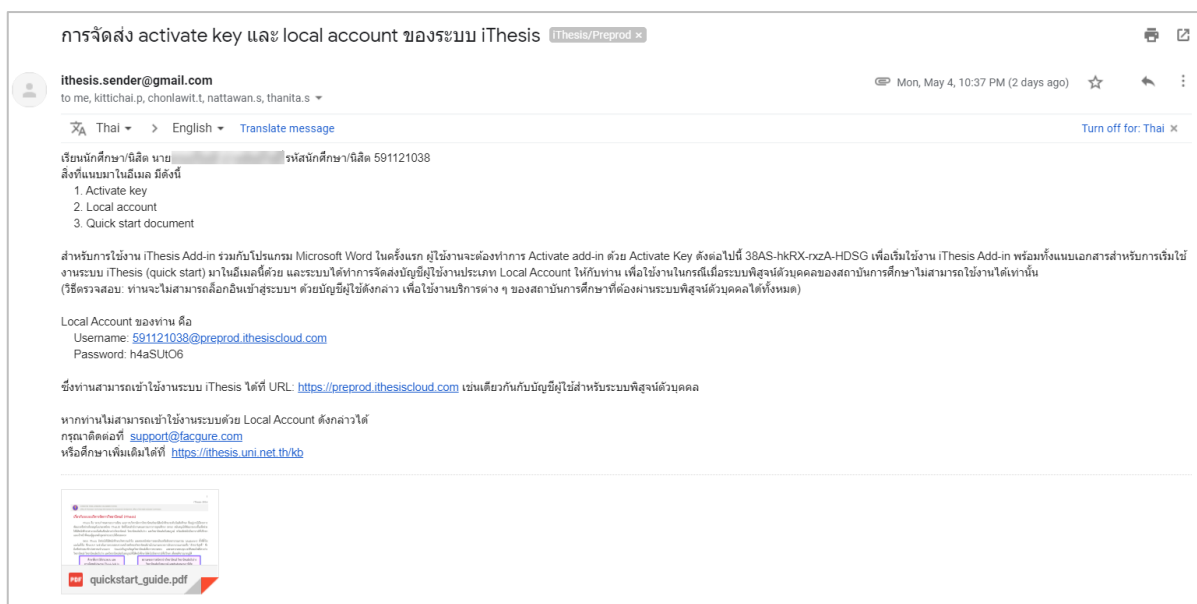 การจัดส่ง activate key และ local account ของระบบ iThesis iThesis/Preprod ×
ithesis.sender@gmail.com
Mon, May 4, 10:37 PM (2 days ago)
to me, kittichai.p, chonlawit.t, nattawan.s, thanita.s
Thai > English Translate message Turn off for: Thai ×
เรียนนักศึกษา/นิสิต นาย รหัสนักศึกษา/นิสิต 591121038
สิ่งที่แนบมาในอีเมล มีดังนี้
1. Activate key
2. Local account
3. Quick start document
สำหรับการใช้งาน iThesis Add-in ร่วมกับโปรแกรม Microsoft Word ในครั้งแรก ผู้ใช้งานจะต้องทำการ Activate add-in ด้วย Activate Key ดังต่อไปนี้ 38AS-hkRX-rxzA-HDSG เพื่อเริ่มใช้งาน iThesis Add-in พร้อมทั้งแนบเอกสารสำหรับการเริ่มใช้
งานระบบ iThesis (quick start) มาในอีเมลนี้ด้วย และระบบได้ทำการจัดส่งบัญชีผู้ใช้งานประเภท Local Account ให้กับท่าน เพื่อใช้งานในกรณีเมื่อระบบพิสูจน์ตัวบุคคลของสถาบันการศึกษาไม่สามารถใช้งานได้เท่านั้น
(วิธีตรวจสอบ: ท่านจะไม่สามารถล็อกอินเข้าสู่ระบบฯ ด้วยบัญชีผู้ใช้ดังกล่าว เพื่อใช้งานบริการต่าง ๆ ของสถาบันการศึกษาที่ต้องผ่านระบบพิสูจน์ตัวบุคคลได้ทั้งหมด)
Local Account ของท่าน คือ
Username: 591121038@preprod.ithesiscloud.com
Password: h4aSUtO6
ซึ่งท่านสามารถเข้าใช้งานระบบ iThesis ได้ที่ URL: https://preprod.ithesiscloud.com เช่นเดียวกันกับบัญชีผู้ใช้สำหรับระบบพิสูจน์ตัวบุคคล
หากท่านไม่สามารถเข้าใช้งานระบบด้วย Local Account ดังกล่าวได้
กรุณาติดต่อที่ support@facgure.com
หรือศึกษาเพิ่มเติมได้ที่ https://ithesis.uni.net.th/kb
PDF quickstart_guide.pdf